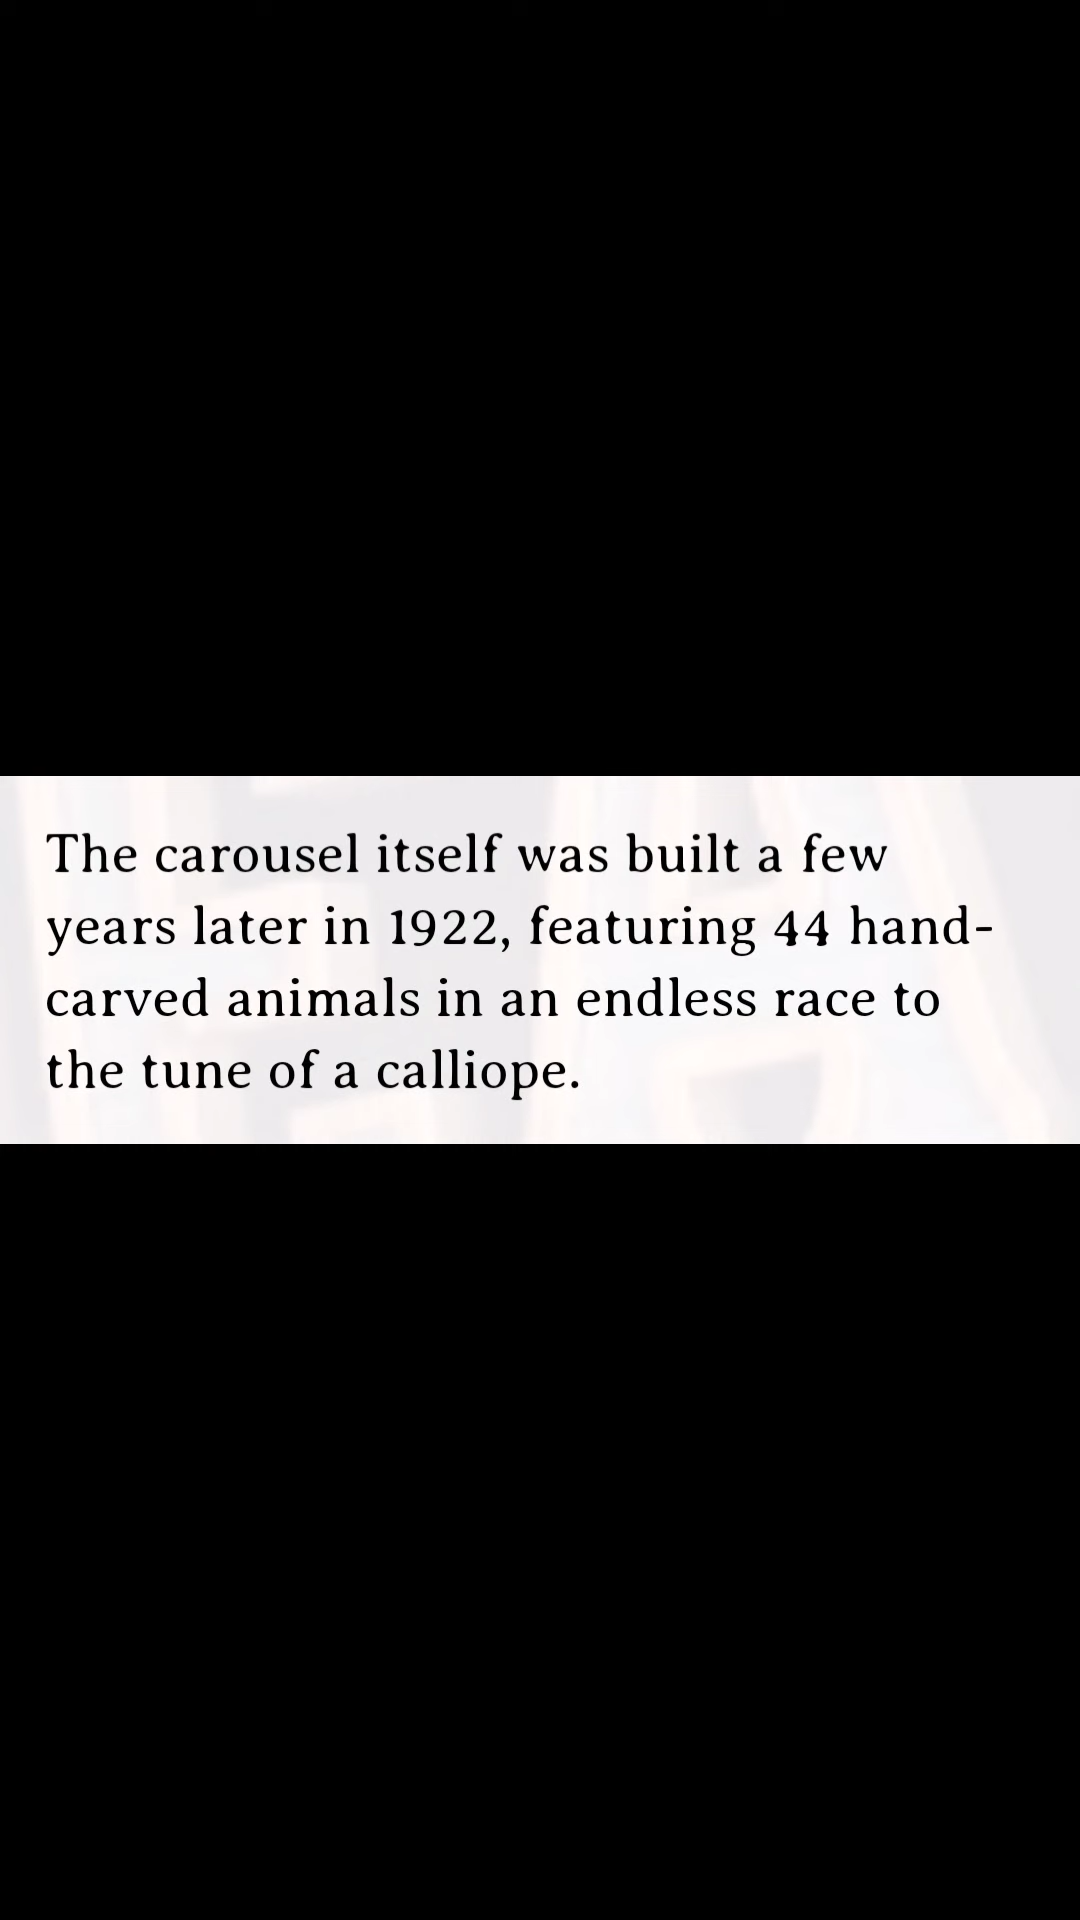 The carousel itself was built a few
years later in 1922, featuring 44 hand-
carved animals in an endless race to
the tune of a calliope.